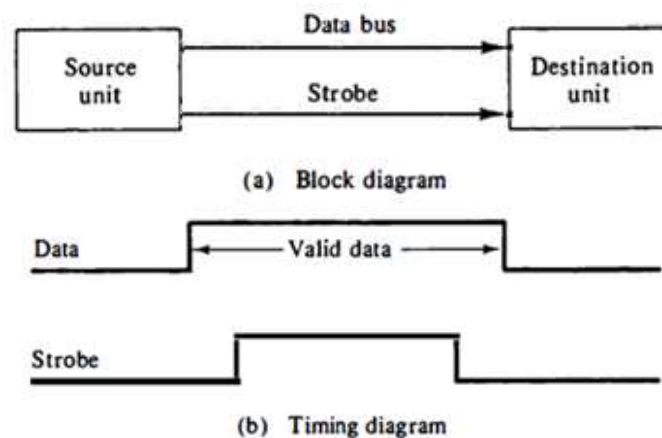 Data bus
Source
unit
Destination
unit
Strobe
(a) Block diagram
Data
Valid data
Strobe
(b) Timing diagram